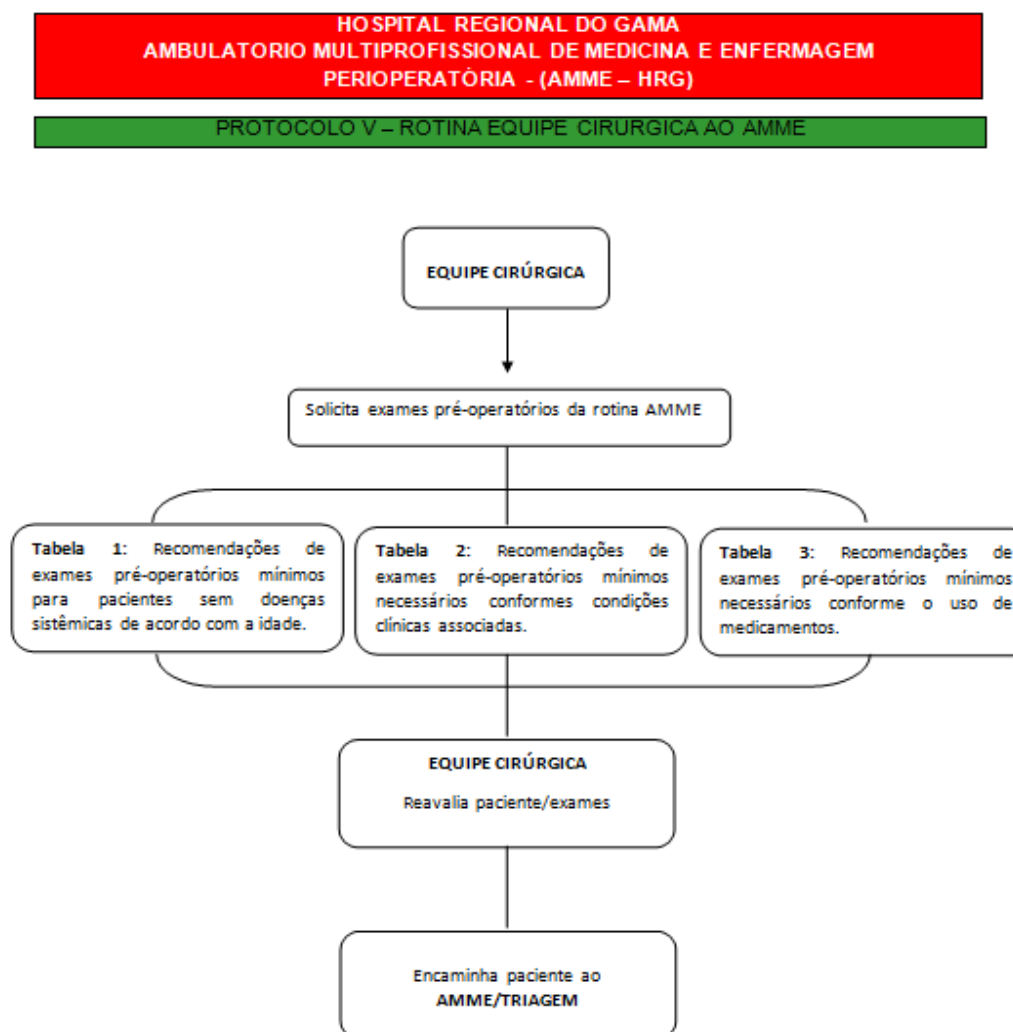 HOSPITAL REGIONAL DO GAMA
AMBULATORIO MULTIPROFISSIONAL DE MEDICINA E ENFERMAGEM
PERIOPERATÓRIA - (AMME – HRG)
PROTOCOLO V – ROTINA EQUIPE CIRURGICA AO AMME
EQUIPE CIRÚRGICA
Solicita exames pré-operatórios da rotina AMME
Tabela 1: Recomendações de
exames pré-operatórios mínimos
para pacientes sem doenças
sistêmicas de acordo com a idade.
Tabela 2: Recomendações de
exames pré-operatórios mínimos
necessários conformes condições
clínicas associadas.
Tabela 3: Recomendações de
exames pré-operatórios mínimos
necessários conforme o uso de
medicamentos.
EQUIPE CIRÚRGICA
Reavalia paciente/exames
Encaminha paciente ao
AMME/TRIAGEM